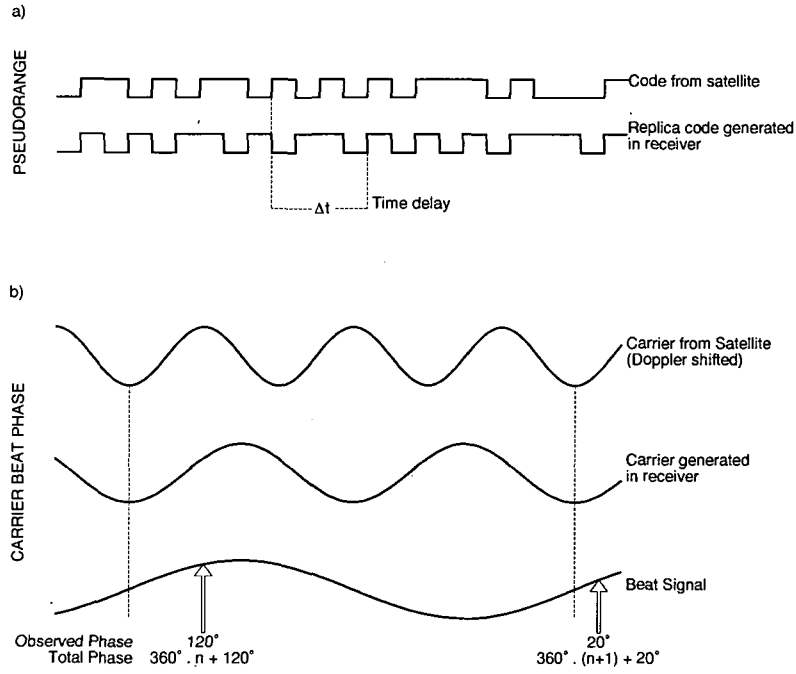 a)
PSEUDORANGE
Code from satellite
Replica code generated
in receiver
Δt
Time delay
b)
CARRIER BEAT PHASE
Carrier from Satellite
(Doppler shifted)
Carrier generated
in receiver
Beat Signal
Observed Phase 120° 20°
Total Phase 360° . n + 120° 360° . (n+1) + 20°